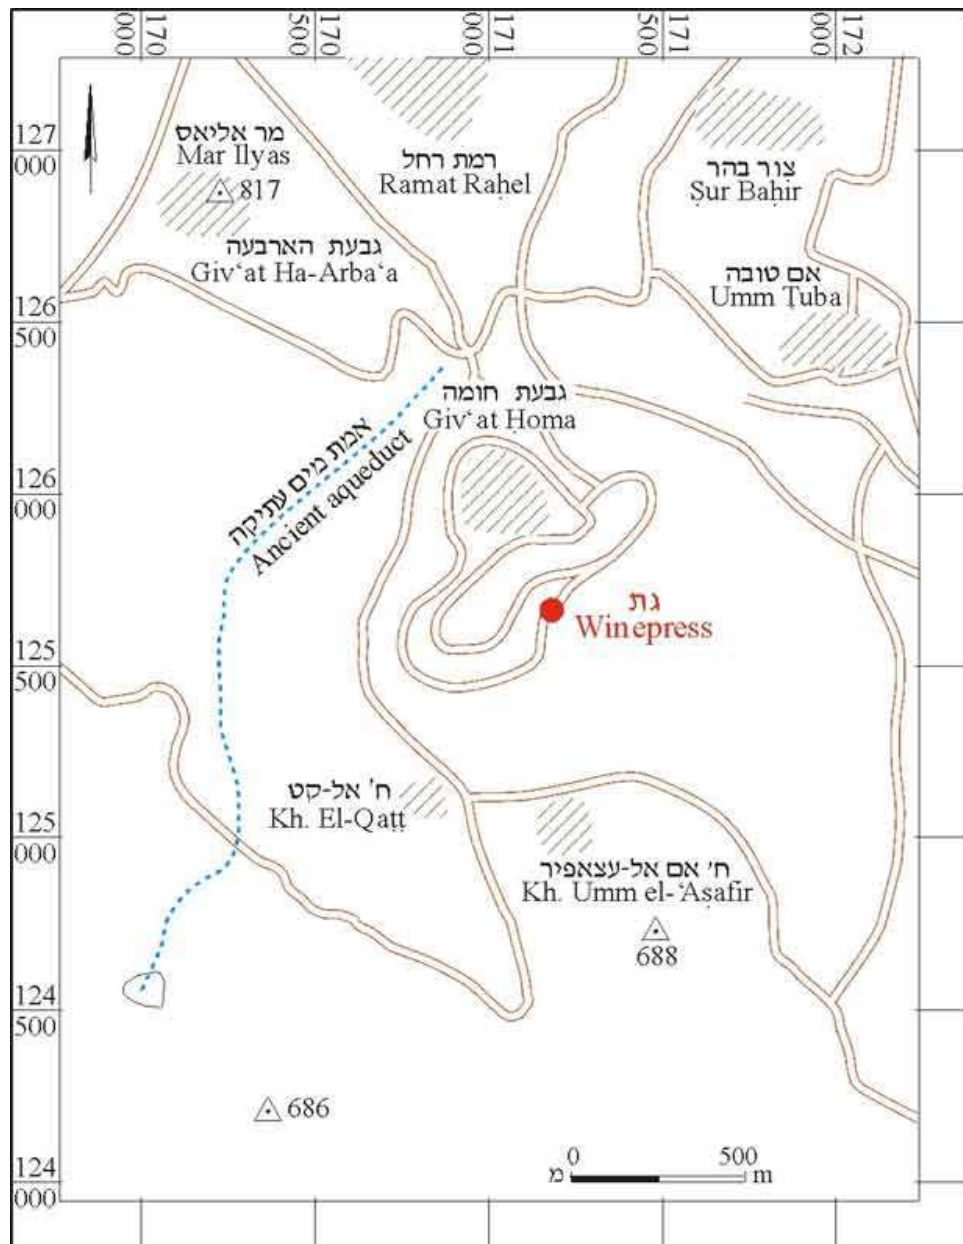 170
000
170
500
171
000
171
500
172
000
127
000
מר אליאס
Mar Ilyas
817
רמת רחל
Ramat Raḥel
צור בהר
Ṣur Baḥir
גבעת הארבעה
Giv‘at Ha-Arba‘a
אם טובה
Umm Ṭuba
126
500
גבעת חומה
Giv‘at Ḥoma
אמת מים עתיקה
Ancient aqueduct
126
000
גת
Winepress
125
500
ח' אל-קט
Kh. El-Qaṭṭ
125
000
ח' אם אל-עצאפיר
Kh. Umm el-‘Aṣafir
688
124
500
686
124
000
מ 0 500 m